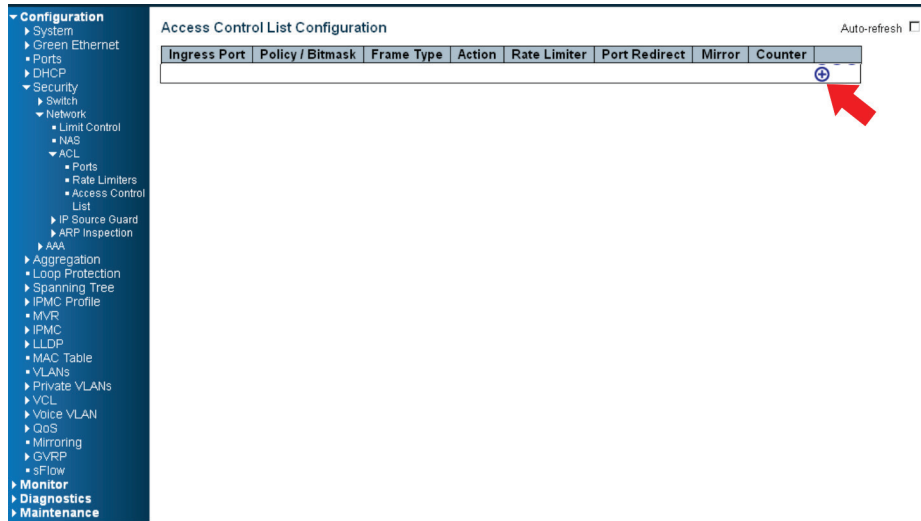 Configuration
System
Green Ethernet
Ports
DHCP
Security
Switch
Network
Limit Control
NAS
ACL
Ports
Rate Limiters
Access Control
List
IP Source Guard
ARP Inspection
AAA
Aggregation
Loop Protection
Spanning Tree
IPMC Profile
MVR
IPMC
LLDP
MAC Table
VLANs
Private VLANs
VCL
Voice VLAN
QoS
Mirroring
GVRP
sFlow
Monitor
Diagnostics
Maintenance
Access Control List Configuration
Auto-refresh
Ingress Port Policy / Bitmask Frame Type Action Rate Limiter Port Redirect Mirror Counter